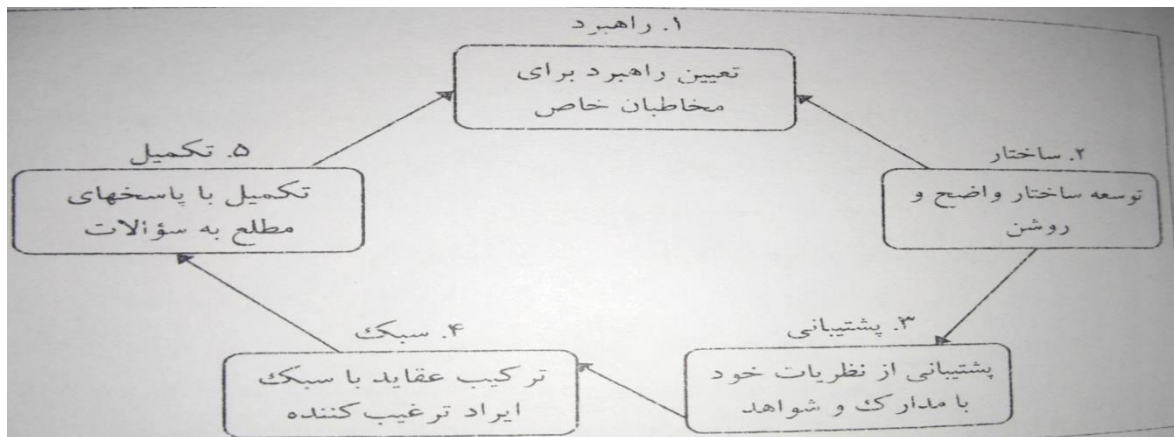 ۱. راهبرد
تعیین راهبرد برای
مخاطبان خاص
۲. ساختار
توسعه ساختار واضح و
روشن
۳. پشتیبانی
پشتیبانی از نظریات خود
با مدارک و شواهد
۴. سبک
ترکیب عقاید با سبک
ایراد ترغیب کننده
۵. تکمیل
تکمیل با پاسخهای
مطلع به سؤالات